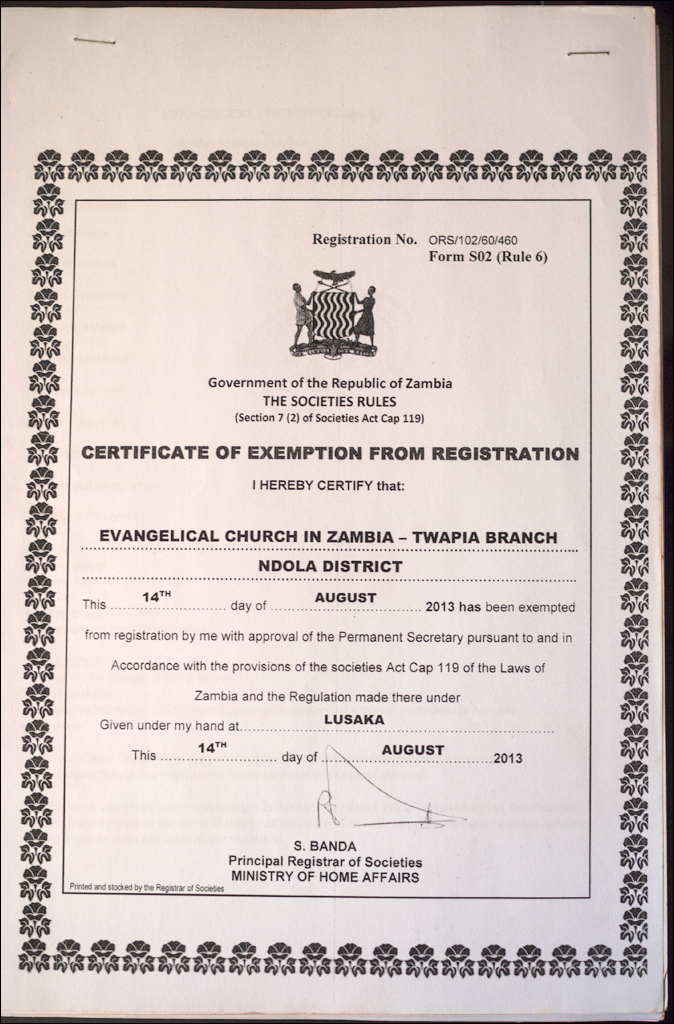 Registration No. ORS/102/60/460
Form S02 (Rule 6)
Government of the Republic of Zambia
THE SOCIETIES RULES
(Section 7 (2) of Societies Act Cap 119)
CERTIFICATE OF EXEMPTION FROM REGISTRATION
I HEREBY CERTIFY that:
EVANGELICAL CHURCH IN ZAMBIA – TWAPIA BRANCH
NDOLA DISTRICT
This 14TH day of AUGUST 2013 has been exempted
from registration by me with approval of the Permanent Secretary pursuant to and in
Accordance with the provisions of the societies Act Cap 119 of the Laws of
Zambia and the Regulation made there under
Given under my hand at LUSAKA
This 14TH day of AUGUST 2013
S. BANDA
Principal Registrar of Societies
MINISTRY OF HOME AFFAIRS
Printed and stocked by the Registrar of Societies